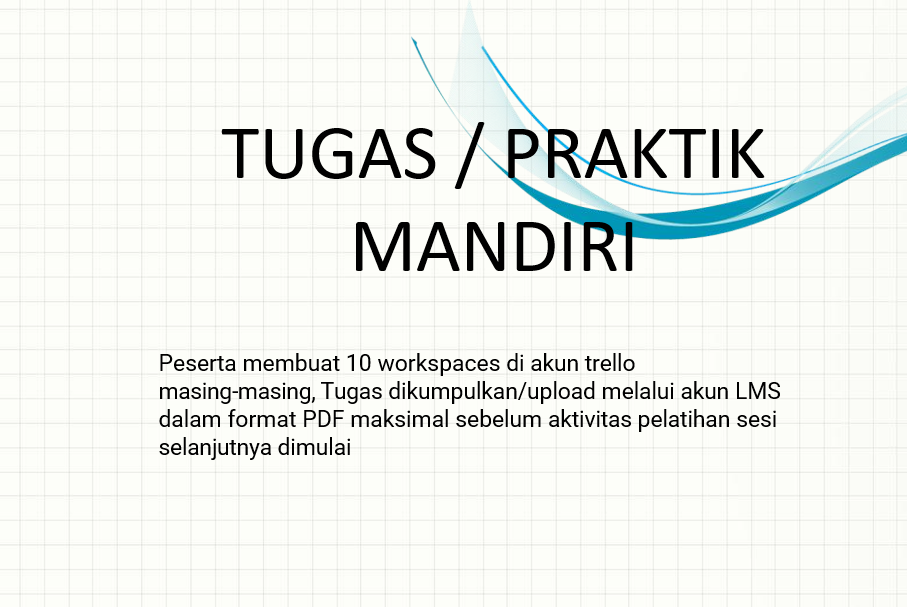 TUGAS / PRAKTIK
MANDIRI
Peserta membuat 10 workspaces di akun trello
masing-masing, Tugas dikumpulkan/upload melalui akun LMS
dalam format PDF maksimal sebelum aktivitas pelatihan sesi
selanjutnya dimulai